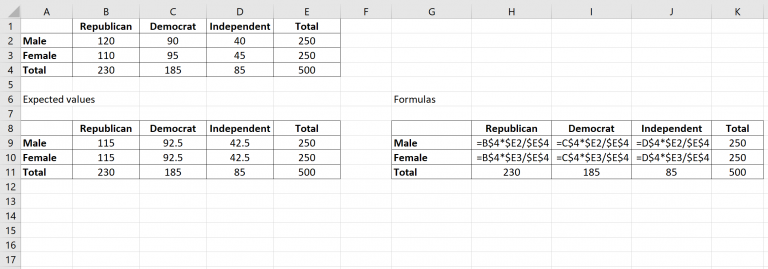 A B C D E F G H I J K
1 Republican Democrat Independent Total
2 Male 120 90 40 250
3 Female 110 95 45 250
4 Total 230 185 85 500
5
6 Expected values Formulas
7
8 Republican Democrat Independent Total Republican Democrat Independent Total
9 Male 115 92.5 42.5 250 Male =B$4*$E2/$E$4 =C$4*$E2/$E$4 =D$4*$E2/$E$4 250
10 Female 115 92.5 42.5 250 Female =B$4*$E3/$E$4 =C$4*$E3/$E$4 =D$4*$E3/$E$4 250
11 Total 230 185 85 500 Total 230 185 85 500
12
13
14
15
16
17